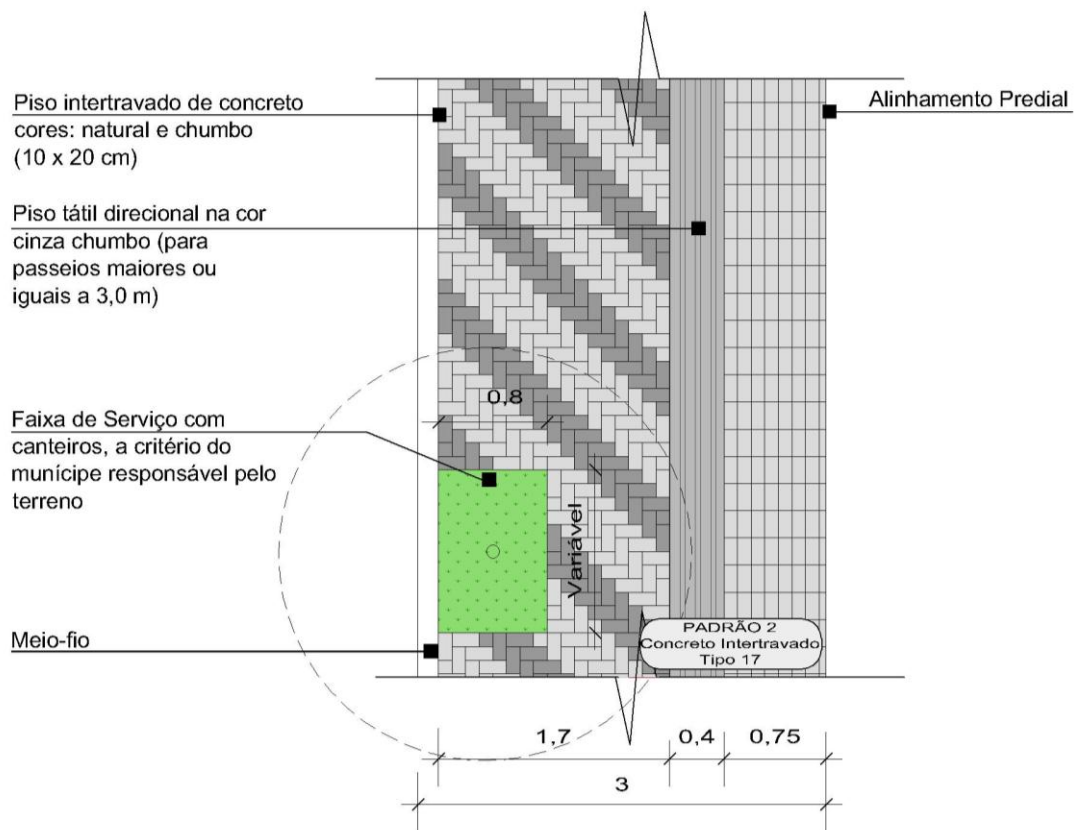 Piso intertravado de concreto
cores: natural e chumbo
(10 x 20 cm)
Alinhamento Predial
Piso tátil direcional na cor
cinza chumbo (para
passeios maiores ou
iguais a 3,0 m)
0,8
Faixa de Serviço com
canteiros, a critério do
munícipe responsável pelo
terreno
Variável
Meio-fio
PADRÃO 2
Concreto Intertravado
Tipo 17
1,7
0,4
0,75
3